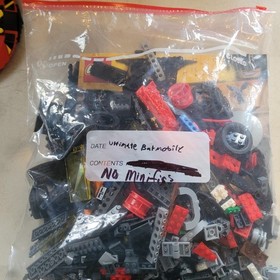 DATE Ultimate Batmobile
CONTENTS
No Minifigs